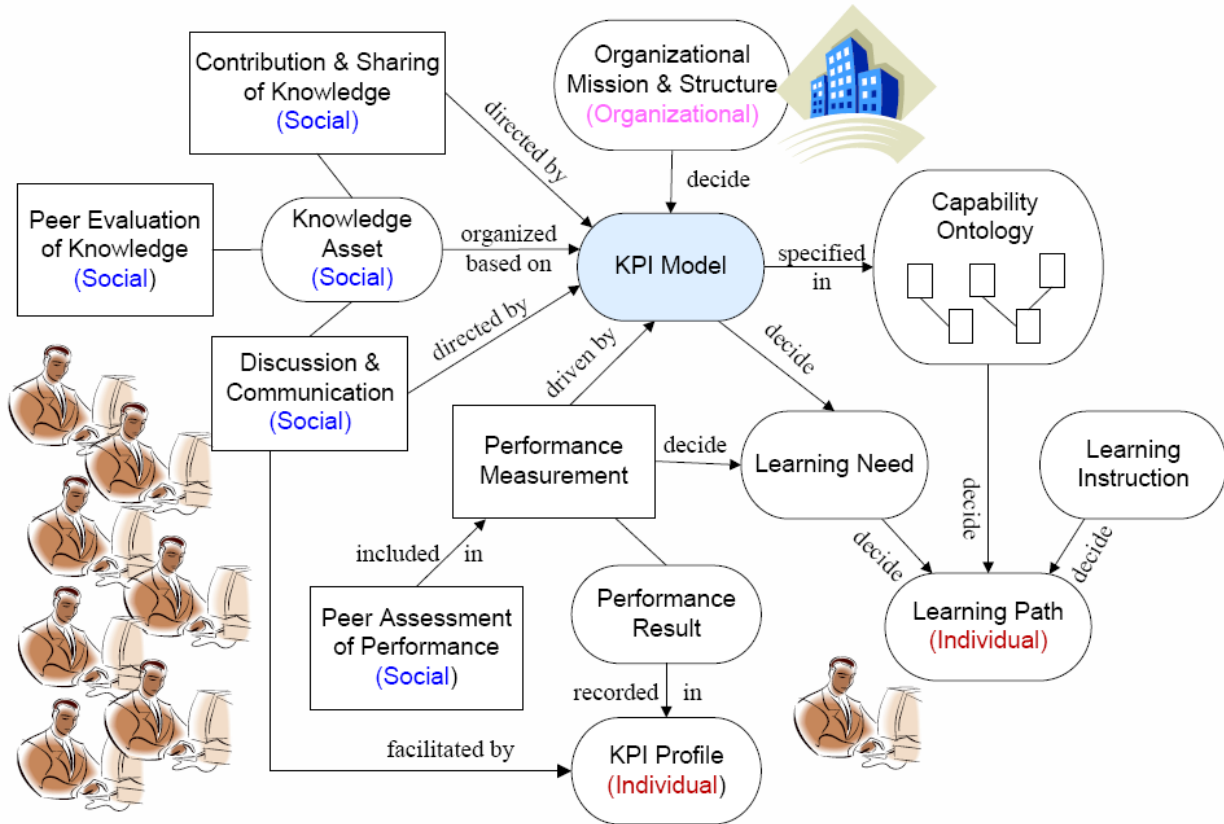 Contribution & Sharing
of Knowledge
(Social)
Organizational
Mission & Structure
(Organizational)
directed by
decide
Peer Evaluation
of Knowledge
(Social)
Knowledge
Asset
(Social)
organized
based on
KPI Model
specified
in
Capability
Ontology
Discussion &
Communication
(Social)
directed by
driven by
decide
Performance
Measurement
decide
Learning Need
Learning
Instruction
decide
included in
decide
decide
Peer Assessment
of Performance
(Social)
Performance
Result
Learning Path
(Individual)
recorded in
facilitated by
KPI Profile
(Individual)